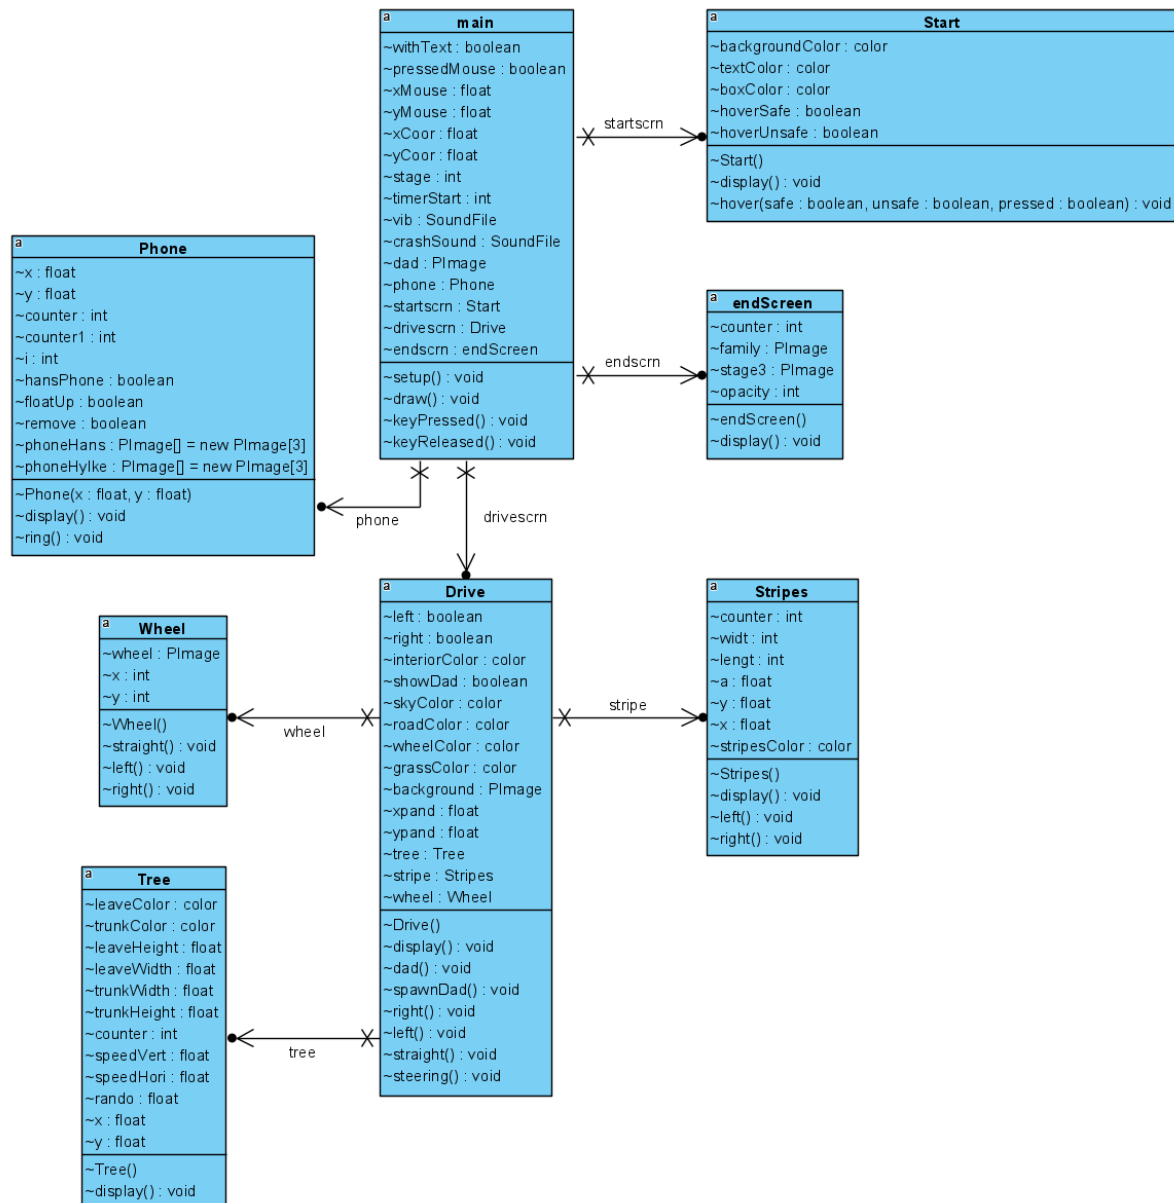 a
main
~withText : boolean
~pressedMouse : boolean
~xMouse : float
~yMouse : float
~xCoor : float
~yCoor : float
~stage : int
~timerStart : int
~vib : SoundFile
~crashSound : SoundFile
~dad : PImage
~phone : Phone
~startscrn : Start
~drivescrn : Drive
~endscrn : endScreen
~setup() : void
~draw() : void
~keyPressed() : void
~keyReleased() : void
startscrn
a
Start
~backgroundColor : color
~textColor : color
~boxColor : color
~hoverSafe : boolean
~hoverUnsafe : boolean
~Start()
~display() : void
~hover(safe : boolean, unsafe : boolean, pressed : boolean) : void
a
Phone
~x : float
~y : float
~counter : int
~counter1 : int
~i : int
~hansPhone : boolean
~floatUp : boolean
~remove : boolean
~phoneHans : PImage[] = new PImage[3]
~phoneHylke : PImage[] = new PImage[3]
~Phone(x : float, y : float)
~display() : void
~ring() : void
endscrn
a
endScreen
~counter : int
~family : PImage
~stage3 : PImage
~opacity : int
~endScreen()
~display() : void
phone
drivescrn
a
Wheel
~wheel : PImage
~x : int
~y : int
~Wheel()
~straight() : void
~left() : void
~right() : void
wheel
a
Drive
~left : boolean
~right : boolean
~interiorColor : color
~showDad : boolean
~skyColor : color
~roadColor : color
~wheelColor : color
~grassColor : color
~background : PImage
~xpand : float
~ypand : float
~tree : Tree
~stripe : Stripes
~wheel : Wheel
~Drive()
~display() : void
~dad() : void
~spawnDad() : void
~right() : void
~left() : void
~straight() : void
~steering() : void
stripe
a
Stripes
~counter : int
~widt : int
~lengt : int
~a : float
~y : float
~x : float
~stripesColor : color
~Stripes()
~display() : void
~left() : void
~right() : void
a
Tree
~leaveColor : color
~trunkColor : color
~leaveHeight : float
~leaveWidth : float
~trunkWidth : float
~trunkHeight : float
~counter : int
~speedVert : float
~speedHori : float
~rando : float
~x : float
~y : float
~Tree()
~display() : void
tree